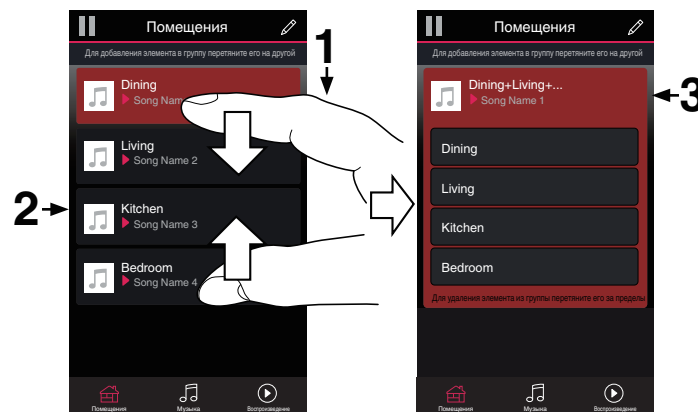 Помещения
Для добавления элемента в группу перетяните его на другой
1
Dining
Song Nam
Living
Song Name 2
2
Kitchen
Song Name 3
Bedroom
Song Name 4
Помещения
Музыка
Воспроизведение
Помещения
Для добавления элемента в группу перетяните его на другой
Dining+Living+...
Song Name 1
3
Dining
Living
Kitchen
Bedroom
Для удаления элемента из группы перетяните его за пределы
Помещения
Музыка
Воспроизведение